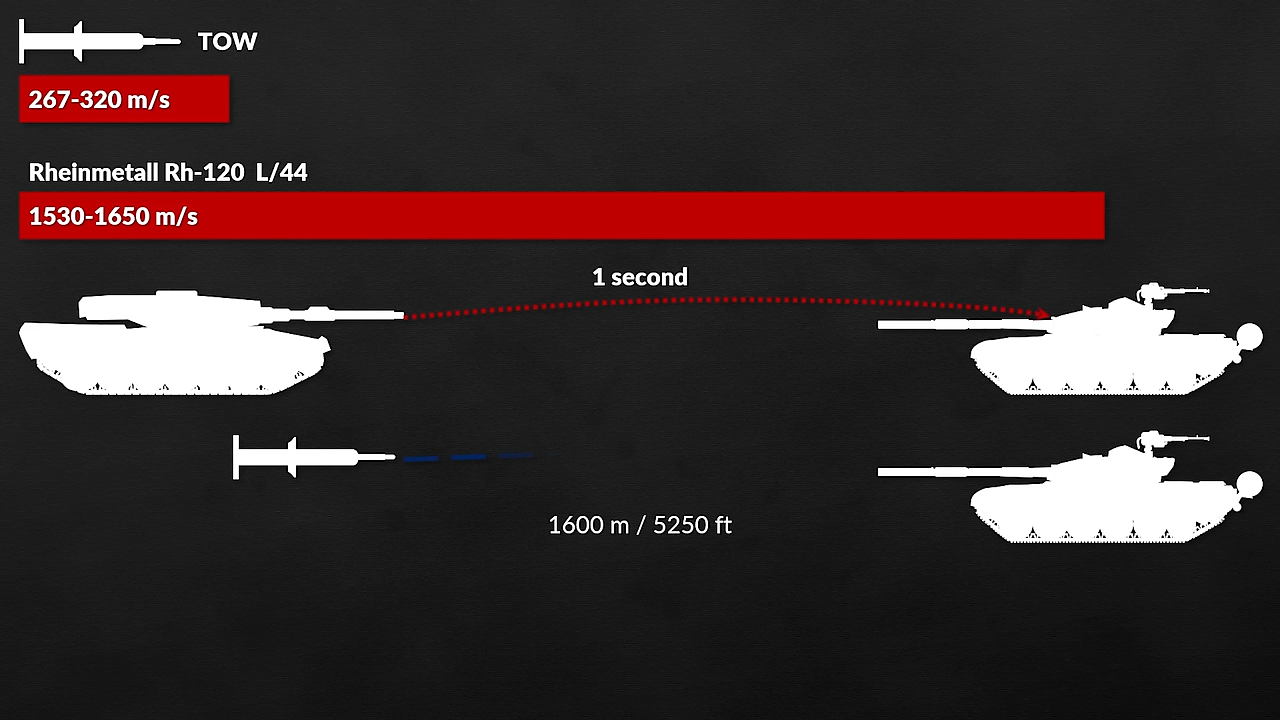 TOW
267-320 m/s
Rheinmetall Rh-120 L/44
1530-1650 m/s
1 second
1600 m / 5250 ft